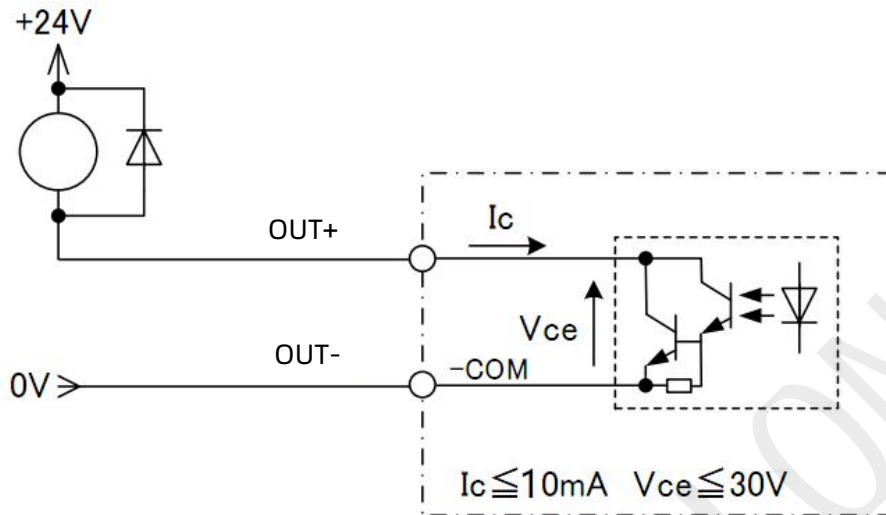 +24V
OUT+
Ic
Vce
OUT-
-COM
0V
Ic≦10mA Vce≦30V